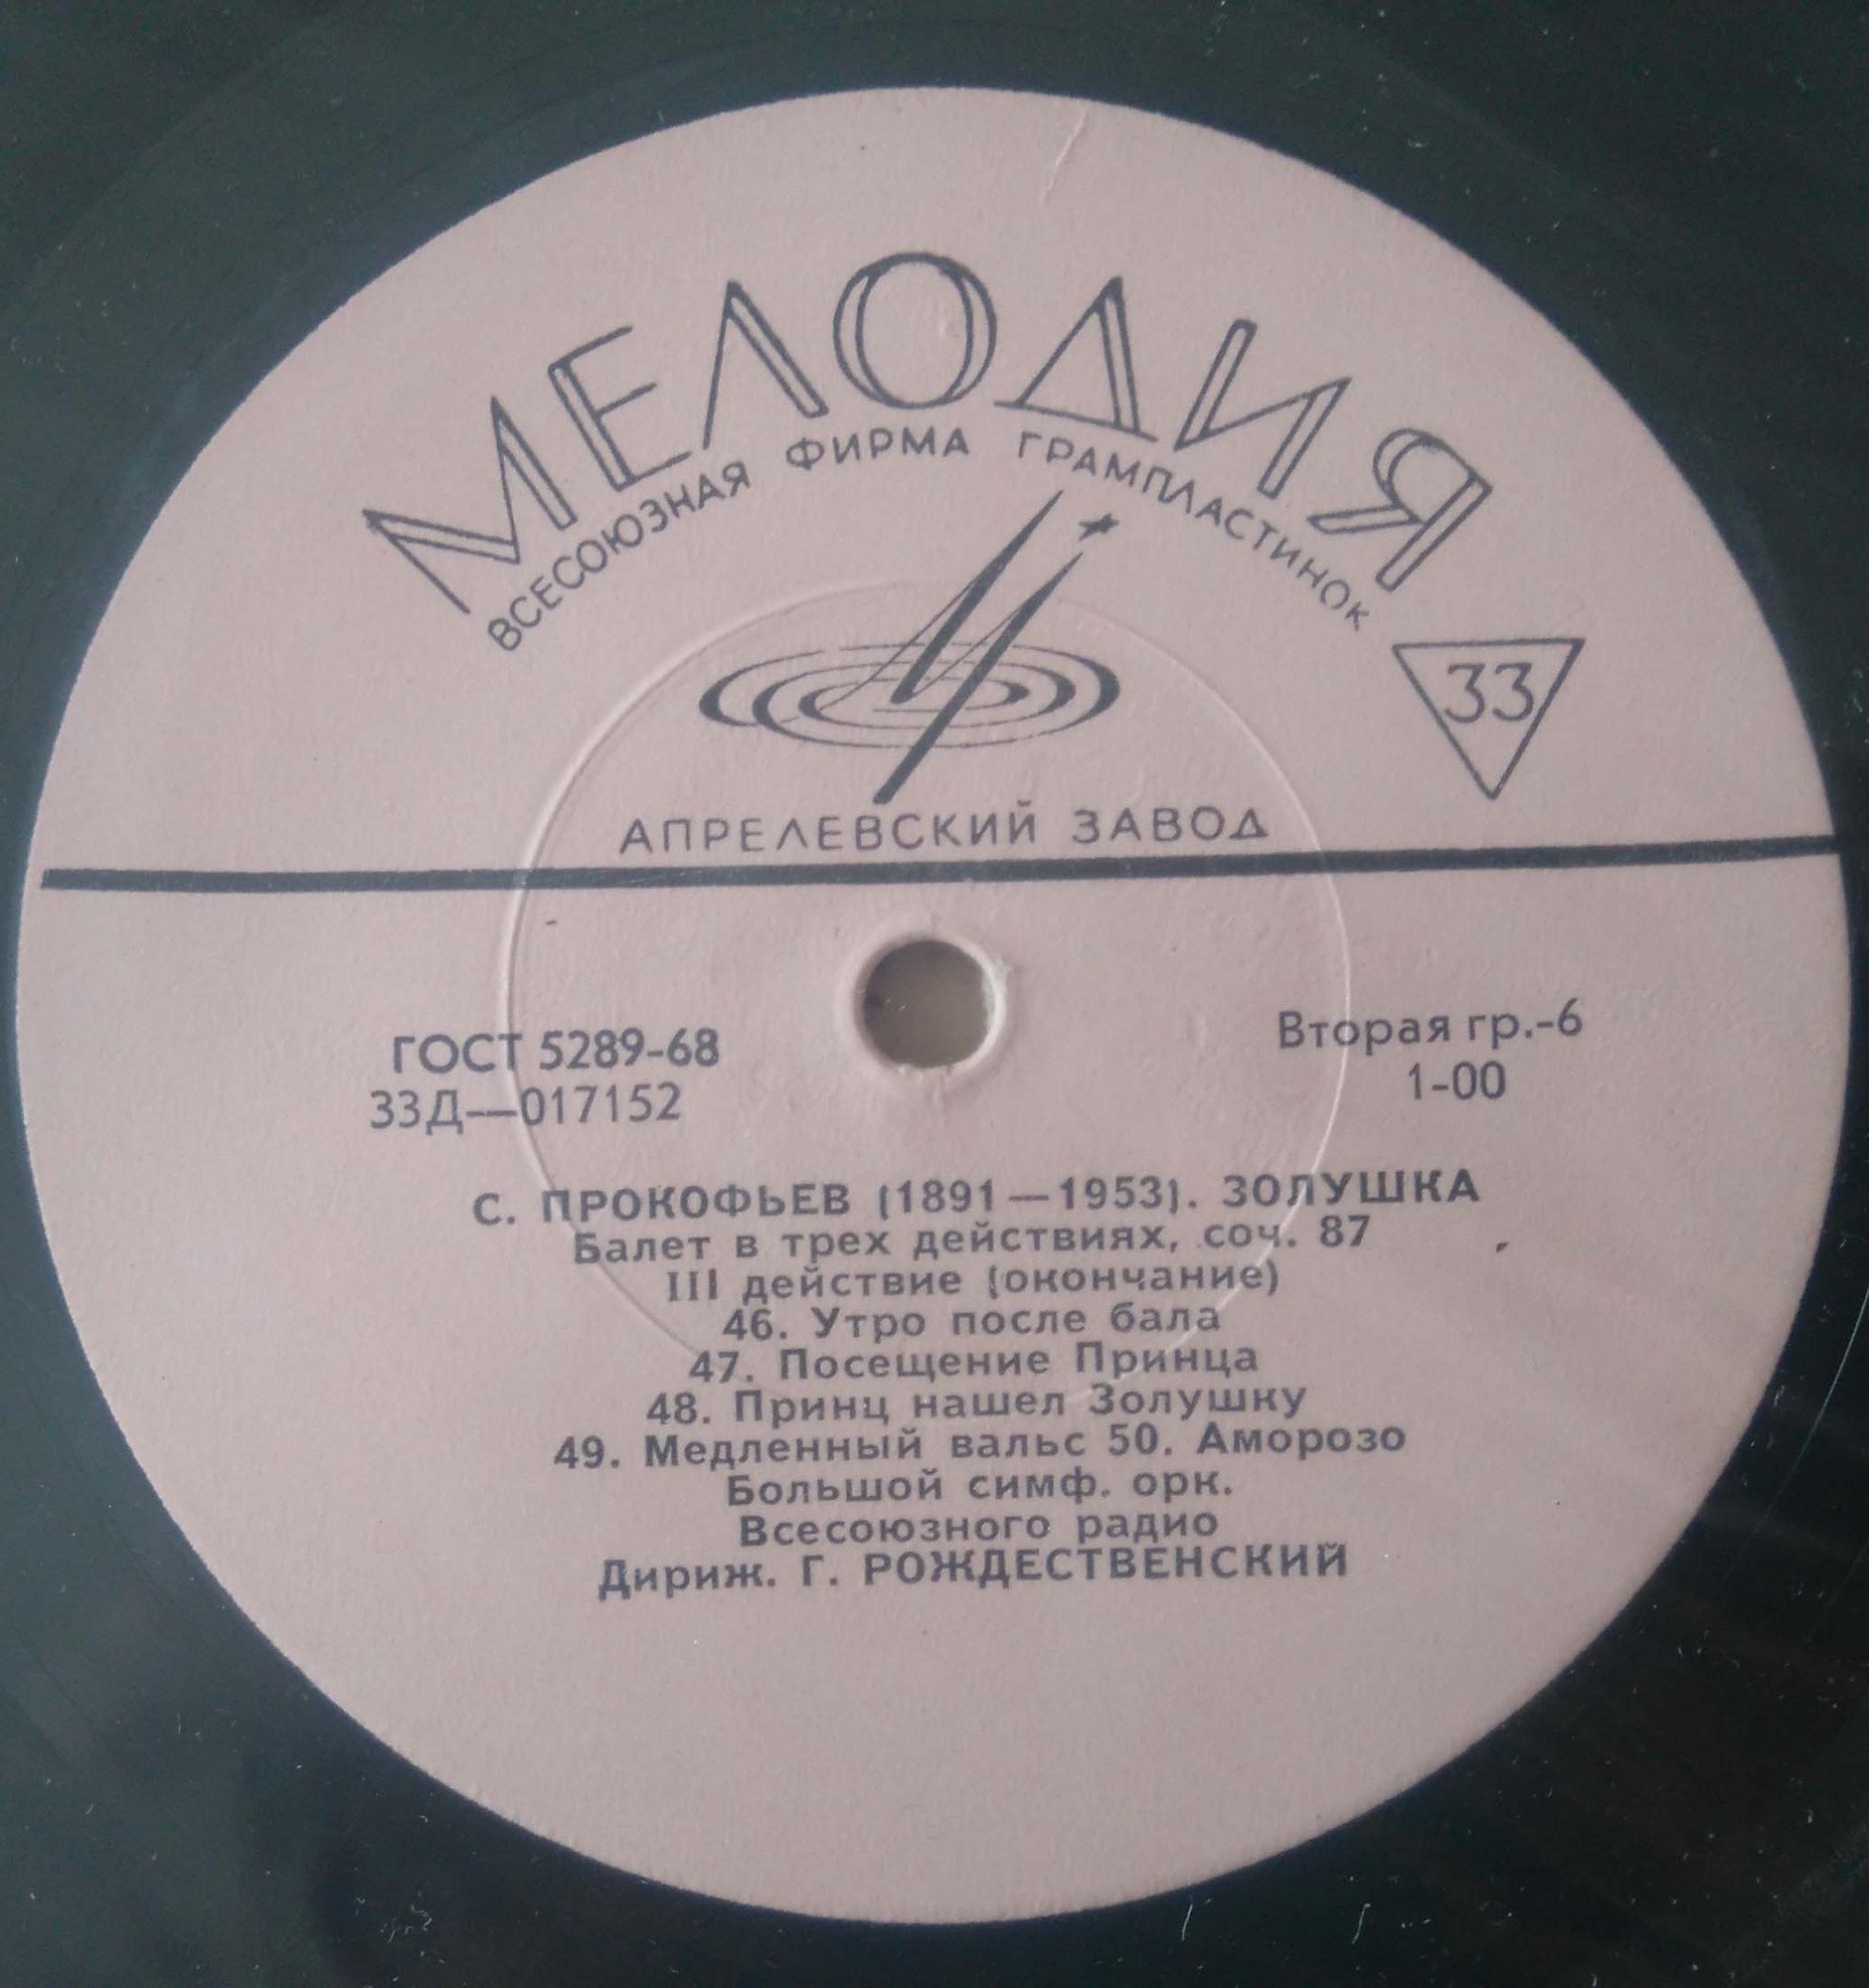 МЕЛОДИЯ
ВСЕСОЮЗНАЯ ФИРМА ГРАМПЛАСТИНОК
33
АПРЕЛЕВСКИЙ ЗАВОД
ГОСТ 5289-68
33Д—017152
Вторая гр.-6
1-00
С. ПРОКОФЬЕВ (1891—1953). ЗОЛУШКА
Балет в трех действиях, соч. 87
III действие (окончание)
46. Утро после бала
47. Посещение Принца
48. Принц нашел Золушку
49. Медленный вальс 50. Аморозо
Большой симф. орк.
Всесоюзного радио
Дириж. Г. РОЖДЕСТВЕНСКИЙ